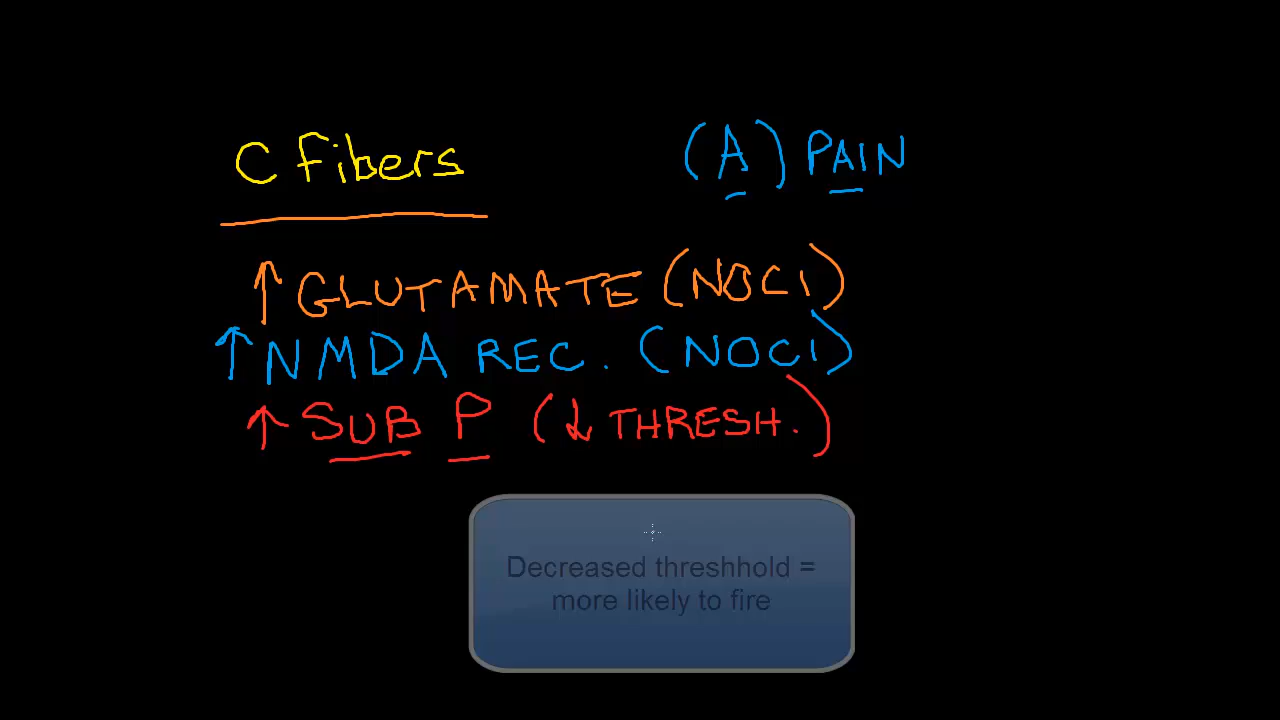 C fibers
(A) PAIN
↑ GLUTAMATE (NOCI)
↑ NMDA REC. (NOCI)
↑ SUB P (↓ THRESH.)
Decreased threshhold =
more likely to fire